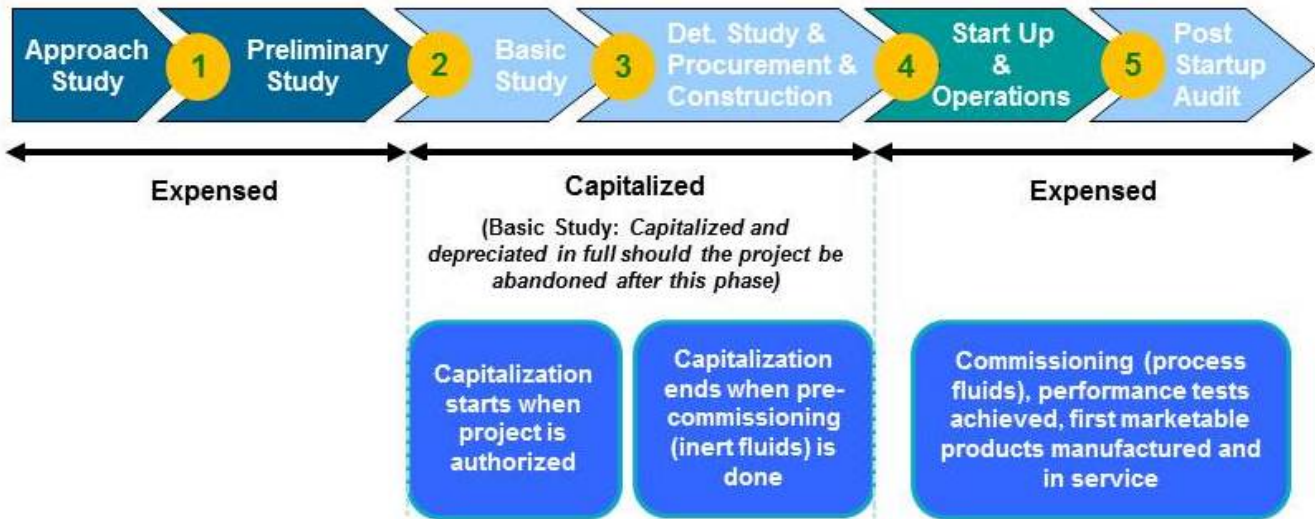 Approach
Study
1
Preliminary
Study
2
Basic
Study
3
Det. Study &
Procurement &
Construction
4
Start Up
&
Operations
5
Post
Startup
Audit
Expensed
Capitalized
Expensed
(Basic Study: Capitalized and
depreciated in full should the project be
abandoned after this phase)
Capitalization
starts when
project is
authorized
Capitalization
ends when pre-
commissioning
(inert fluids) is
done
Commissioning (process
fluids), performance tests
achieved, first marketable
products manufactured and
in service